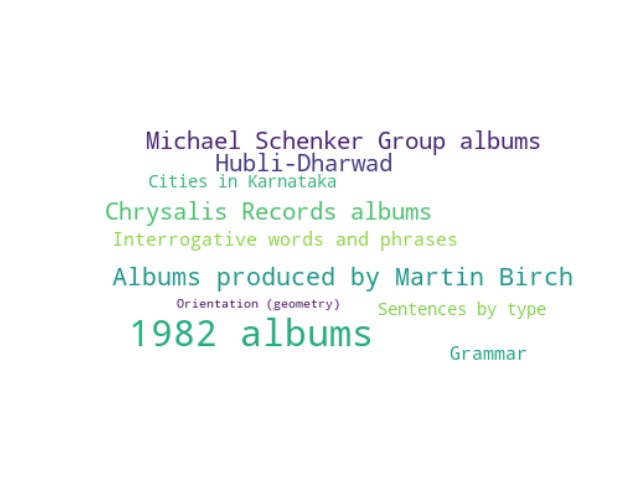 Michael Schenker Group albums
Hubli-Dharwad
Cities in Karnataka
Chrysalis Records albums
Interrogative words and phrases
Albums produced by Martin Birch
Orientation (geometry)
Sentences by type
1982 albums
Grammar